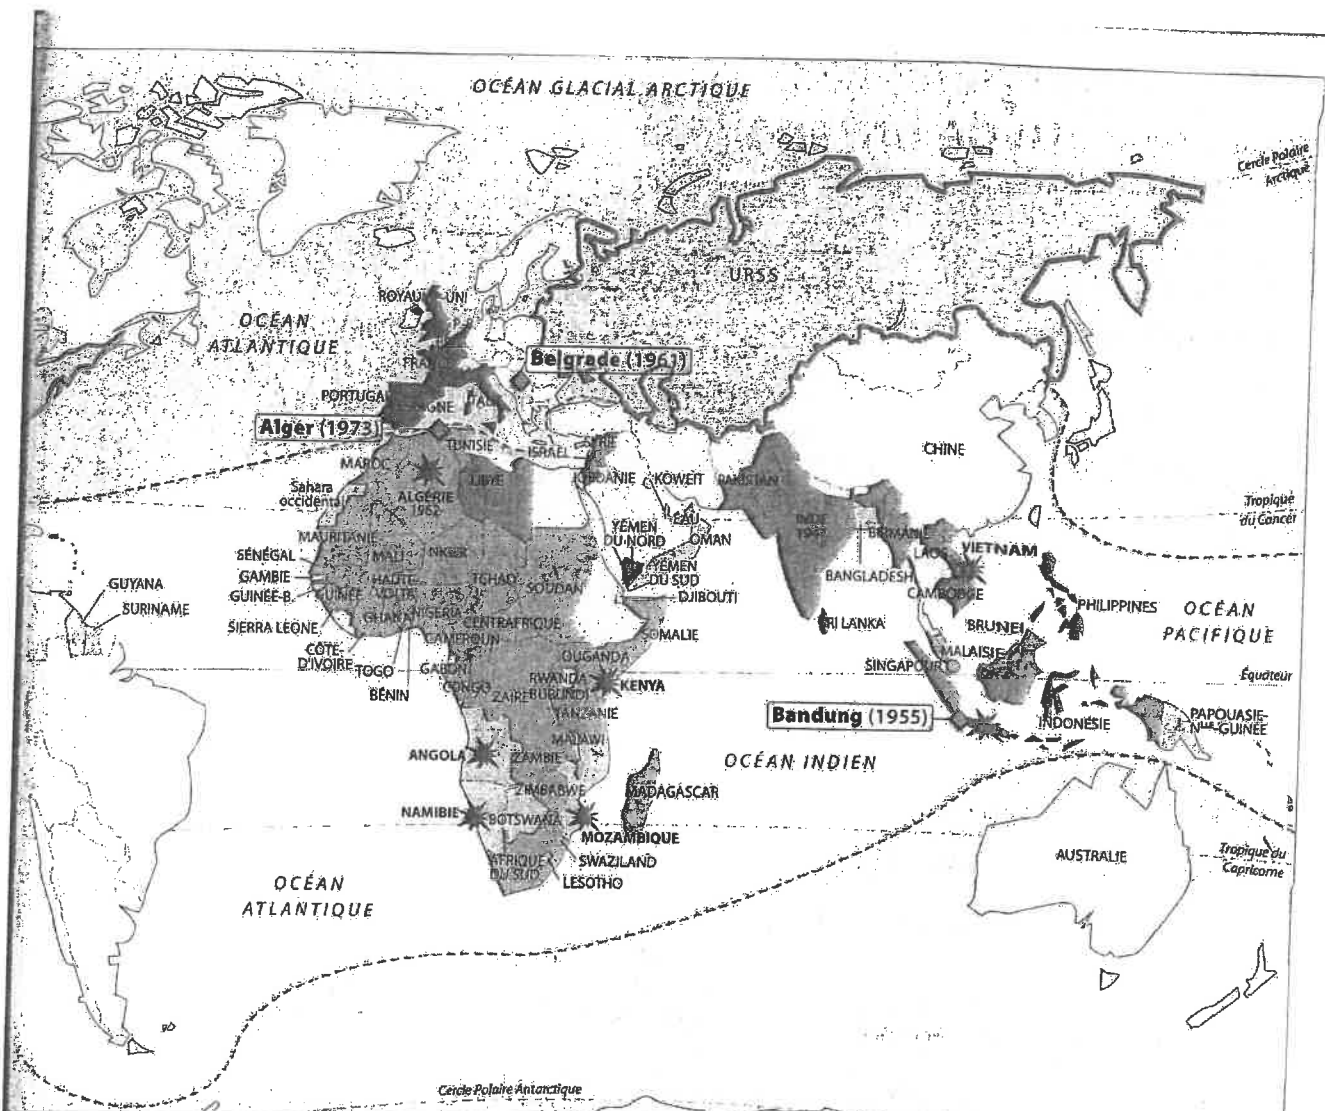 OCÉAN GLACIAL ARCTIQUE
Cercle Polaire
Arctique
URSS
UNI
OCÉAN
ATLANTIQUE
Belgrade (1961)
Alger (1973)
TUNISIE
ISRAËL
MAROC
CHINE
LIBYE
KOWEIT
PAKISTAN
Sahara
occidental
ALGÉRIE
1962
Tropique
du Cancer
ÉAU
OMAN
YÉMEN
DU NORD
INDE
BIRMANIE
MAURITANIE
LAOS
VIETNAM
SÉNÉGAL
MALI
NIGER
YÉMEN
DU SUD
BANGLADESH
GAMBIE
HAUTE
VOLTA
TCHAD
SOUDAN
CAMBODGE
GUYANA
GUINÉE-B.
GUINÉE
DJIBOUTI
PHILIPPINES
SURINAME
GHANA
NIGERIA
CENTRAFRIQUE
SRI LANKA
BRUNEI
OCÉAN
PACIFIQUE
SIERRA LEONE
CAMEROUN
SOMALIE
MALAISIE
CÔTE-
D'IVOIRE
TOGO
BÉNIN
GABON
OUGANDA
SINGAPOUR
Équateur
CONGO
ZAÏRE
RWANDA
BURUNDI
KENYA
TANZANIE
Bandung (1955)
INDONÉSIE
PAPOUASIE-
Nlle-GUINÉE
MALAWI
ANGOLA
ZAMBIE
OCÉAN INDIEN
ZIMBABWE
MADAGASCAR
NAMIBIE
BOTSWANA
MOZAMBIQUE
AFRIQUE
DU SUD
SWAZILAND
LESOTHO
AUSTRALIE
Tropique du
Capricorne
OCÉAN
ATLANTIQUE
Cercle Polaire Antarctique